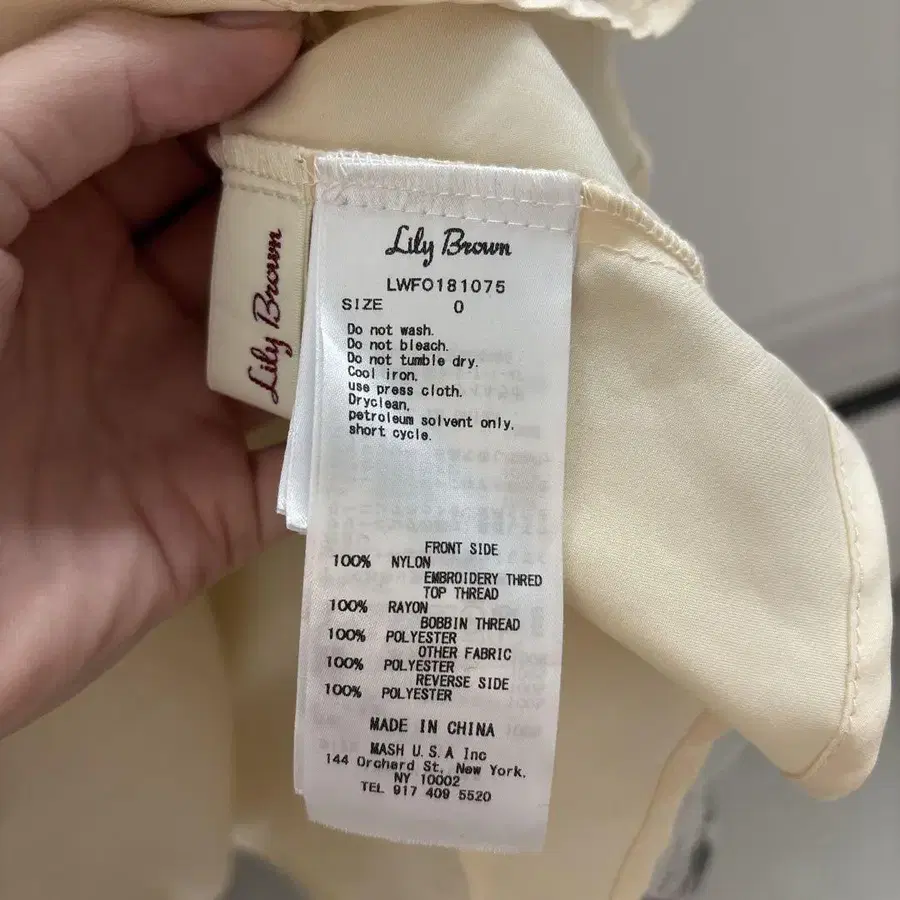 Lily Brown
Lily Brown
LWFO181075
SIZE 0
Do not wash.
Do not bleach.
Do not tumble dry.
Cool iron.
use press cloth.
Dryclean.
petroleum solvent only.
short cycle.
FRONT SIDE
100% NYLON
EMBROIDERY THRED
TOP THREAD
100% RAYON
BOBBIN THREAD
100% POLYESTER
OTHER FABRIC
100% POLYESTER
REVERSE SIDE
100% POLYESTER
MADE IN CHINA
MASH U.S.A Inc
144 Orchard St, New York.
NY 10002
TEL 917 409 5520